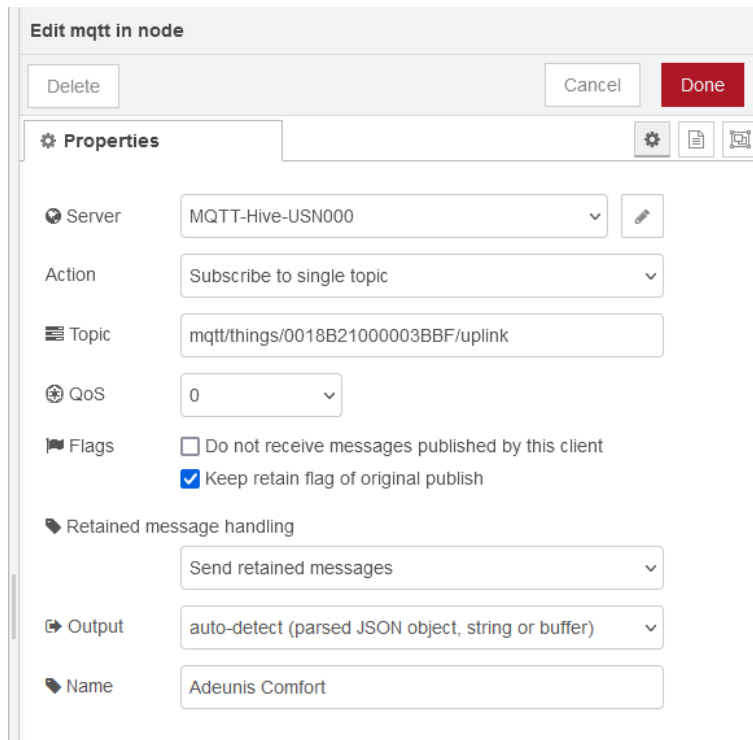 Edit mqtt in node
Delete
Cancel
Done
Properties
Server
MQTT-Hive-USN000
Action
Subscribe to single topic
Topic
mqtt/things/0018B21000003BBF/uplink
QoS
0
Flags
Do not receive messages published by this client
Keep retain flag of original publish
Retained message handling
Send retained messages
Output
auto-detect (parsed JSON object, string or buffer)
Name
Adeunis Comfort